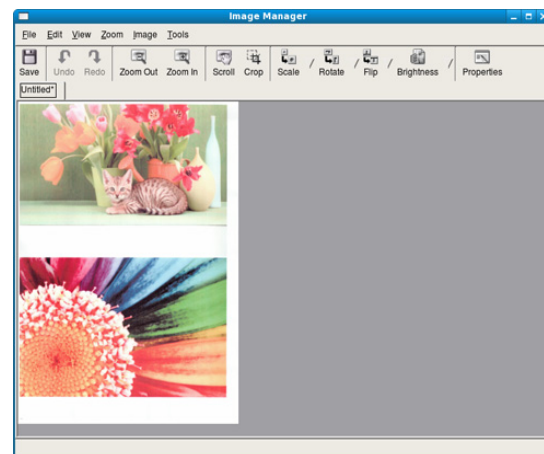 Image Manager
File Edit View Zoom Image Tools
Save Undo Redo Zoom Out Zoom In Scroll Crop Scale / Rotate / Flip / Brightness / Properties
Untitled*